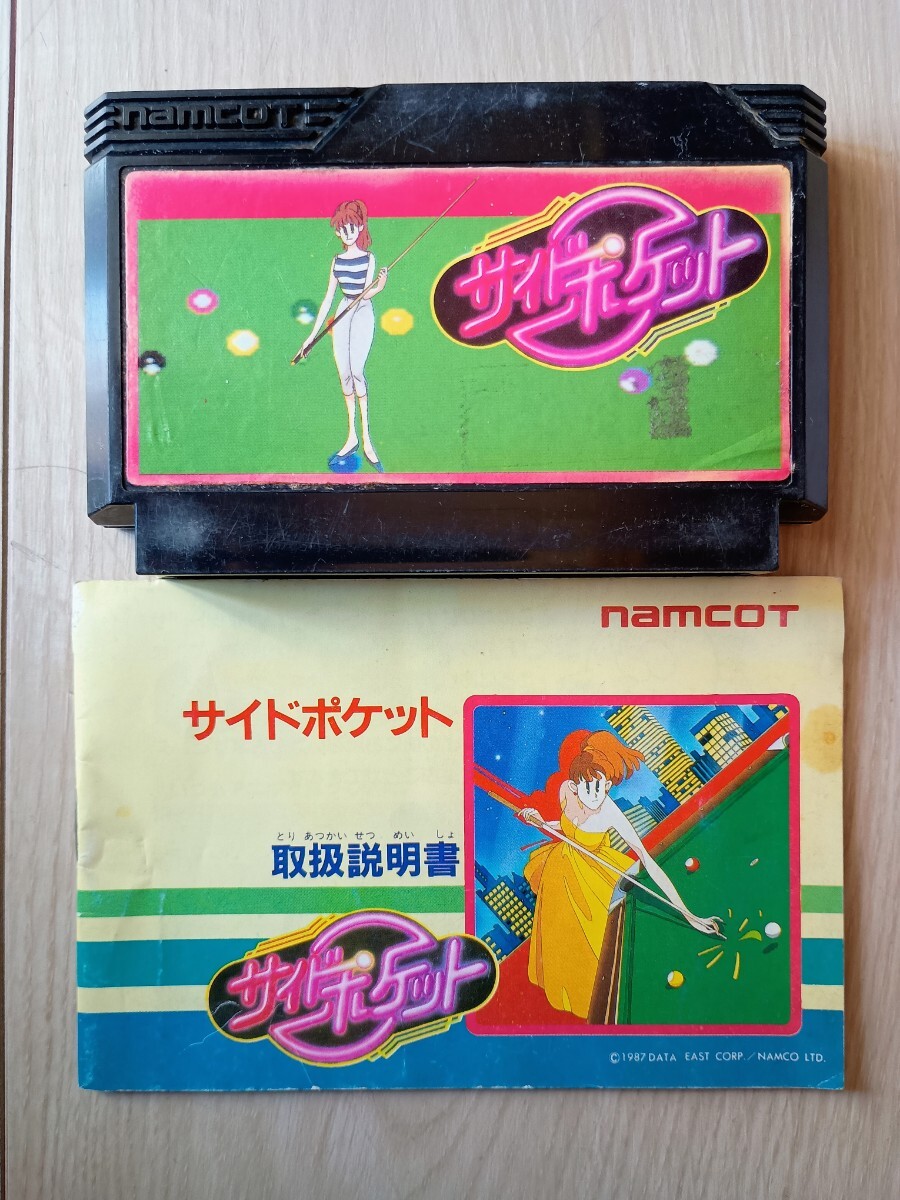 namcoT
サイドポケット
namcoT
サイドポケット
とりあつかいせつめいしょ
取扱説明書
サイドポケット
©1987 DATA EAST CORP./NAMCO LTD.